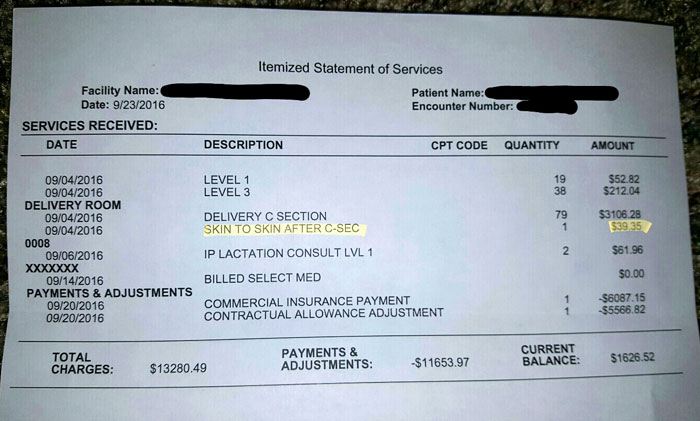 Itemized Statement of Services
Facility Name:
Patient Name:
Date: 9/23/2016
Encounter Number:
SERVICES RECEIVED:
DATE DESCRIPTION CPT CODE QUANTITY AMOUNT
09/04/2016 LEVEL 1 19 $52.82
09/04/2016 LEVEL 3 38 $212.04
DELIVERY ROOM
09/04/2016 DELIVERY C SECTION 79 $3106.28
09/04/2016 SKIN TO SKIN AFTER C-SEC 1 $39.35
0008
09/06/2016 IP LACTATION CONSULT LVL 1 2 $61.96
XXXXXXX
09/14/2016 BILLED SELECT MED $0.00
PAYMENTS & ADJUSTMENTS
09/20/2016 COMMERCIAL INSURANCE PAYMENT 1 -$6087.15
09/20/2016 CONTRACTUAL ALLOWANCE ADJUSTMENT 1 -$5566.82
TOTAL CHARGES: $13280.49
PAYMENTS & ADJUSTMENTS: -$11653.97
CURRENT BALANCE: $1626.52